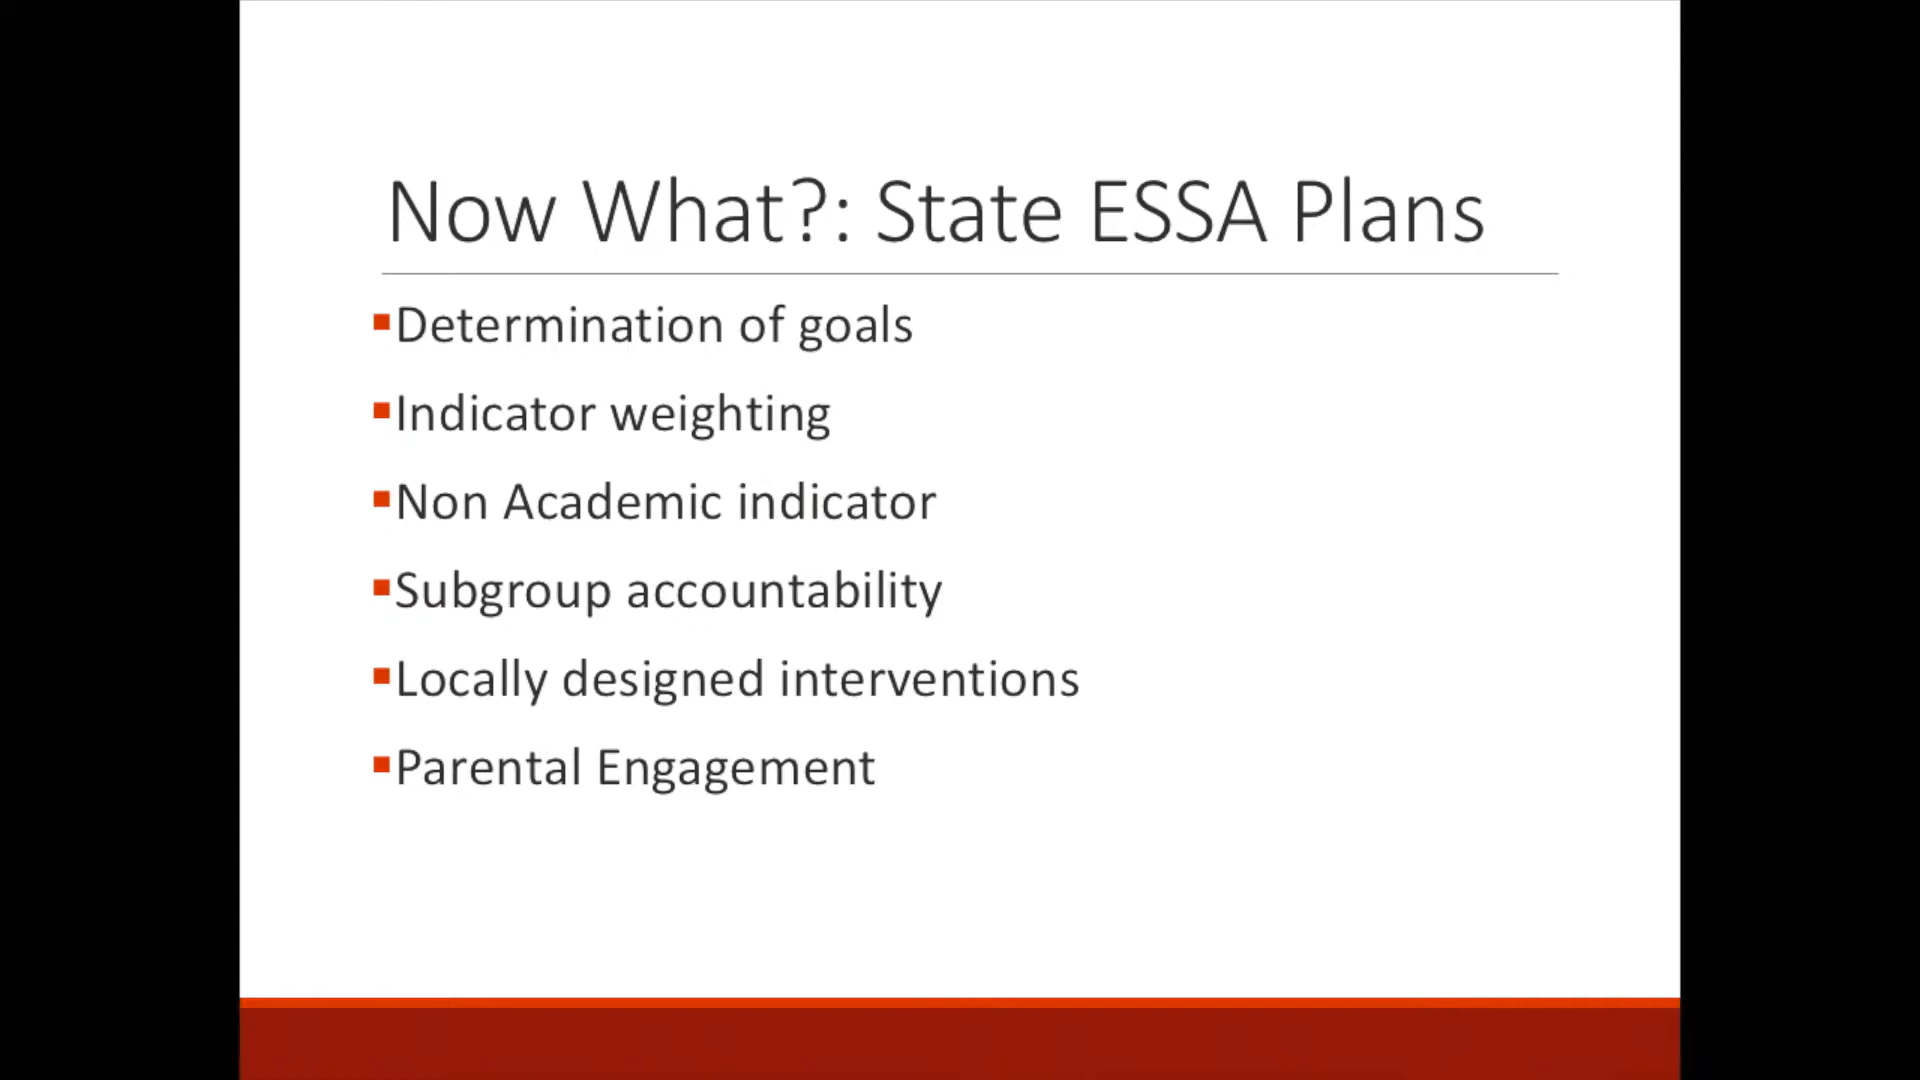 Now What?: State ESSA Plans
▪Determination of goals
▪Indicator weighting
▪Non Academic indicator
▪Subgroup accountability
▪Locally designed interventions
▪Parental Engagement